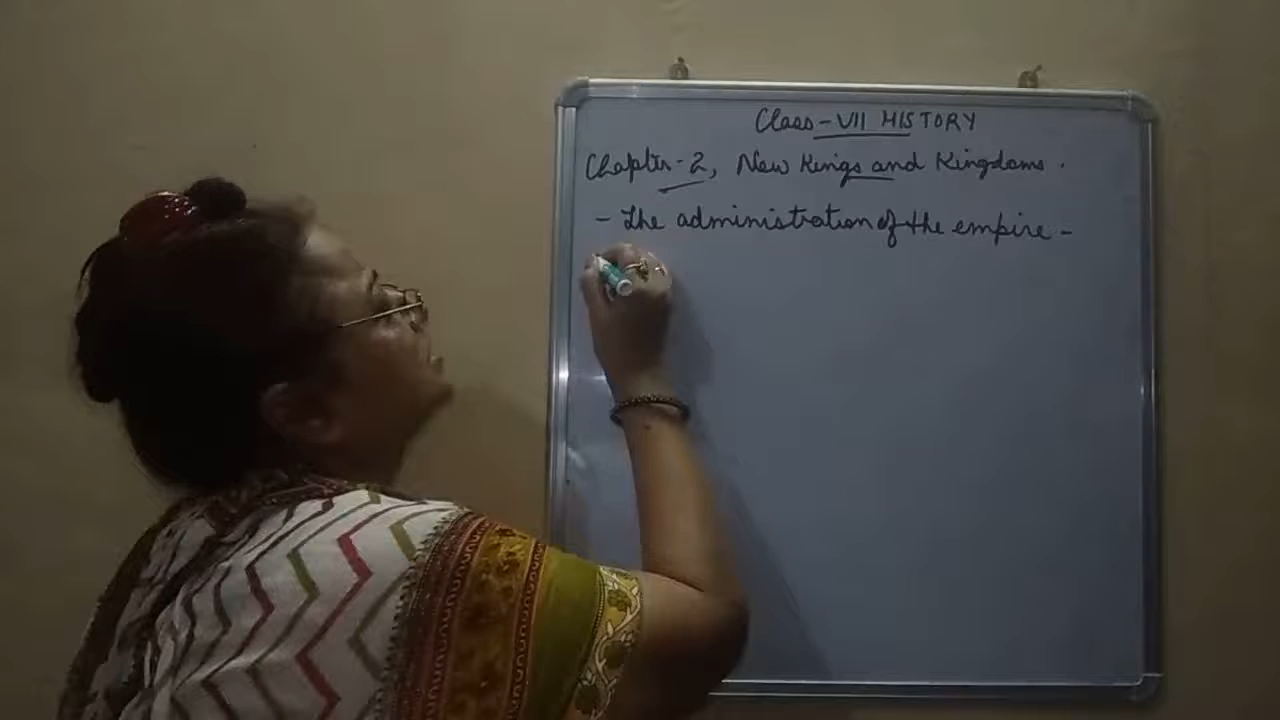 Class-VII HISTORY
Chapter-2, New Kings and Kingdoms.
- The administration of the empire -